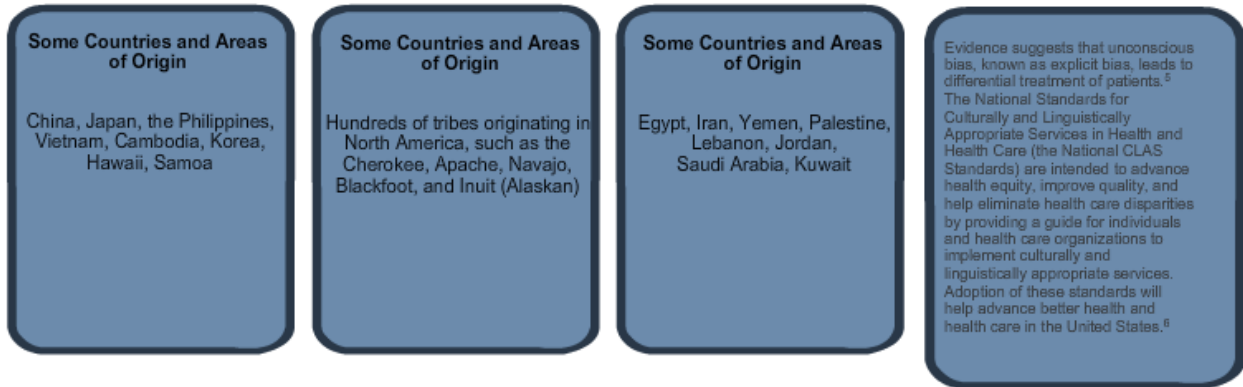 Some Countries and Areas
of Origin
China, Japan, the Philippines,
Vietnam, Cambodia, Korea,
Hawaii, Samoa
Some Countries and Areas
of Origin
Hundreds of tribes originating in
North America, such as the
Cherokee, Apache, Navajo,
Blackfoot, and Inuit (Alaskan)
Some Countries and Areas
of Origin
Egypt, Iran, Yemen, Palestine,
Lebanon, Jordan,
Saudi Arabia, Kuwait
Evidence suggests that unconscious
bias, known as explicit bias, leads to
differential treatment of patients.⁵
The National Standards for
Culturally and Linguistically
Appropriate Services in Health and
Health Care (the National CLAS
Standards) are intended to advance
health equity, improve quality, and
help eliminate health care disparities
by providing a guide for individuals
and health care organizations to
implement culturally and
linguistically appropriate services.
Adoption of these standards will
help advance better health and
health care in the United States.⁶